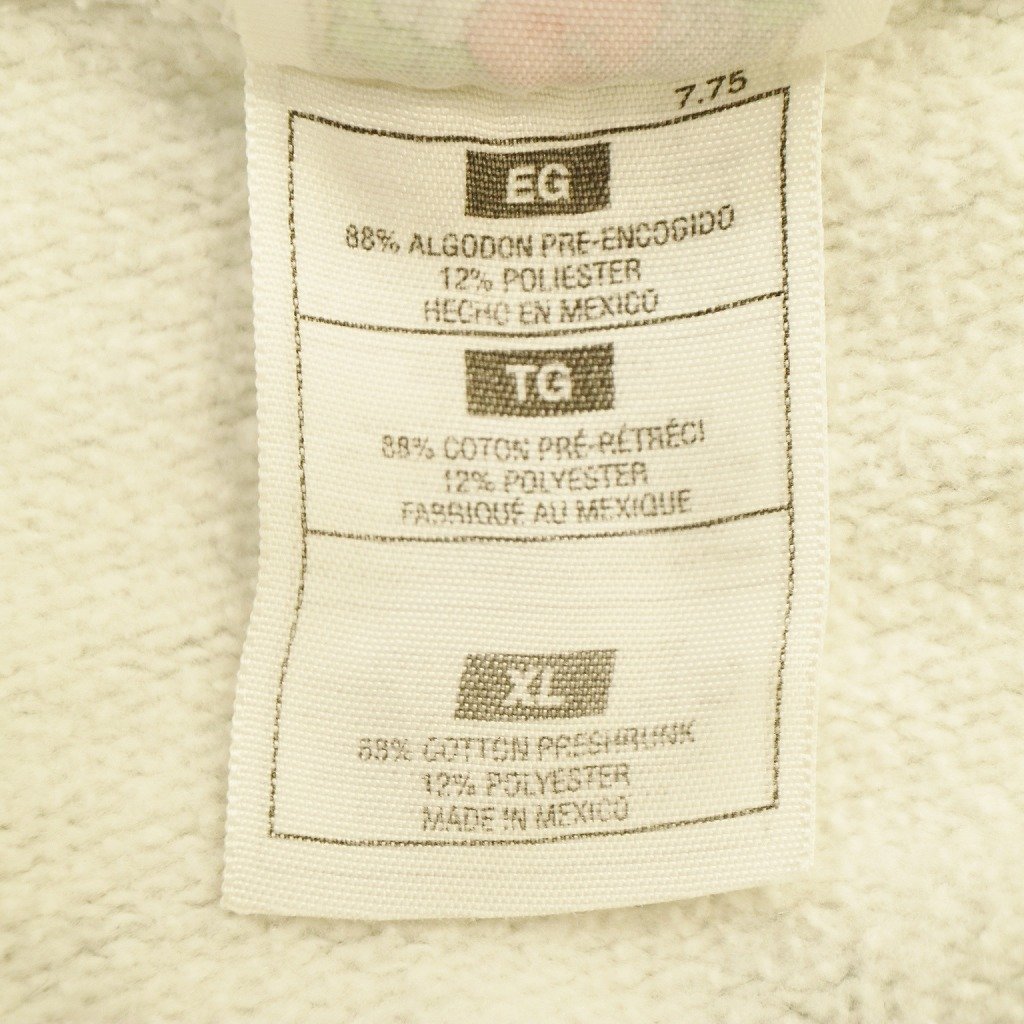 7.75
EG
88% ALGODON PRE-ENCOGIDO
12% POLIESTER
HECHO EN MEXICO
TG
88% COTON PRÉ-RÉTRÉCI
12% POLYESTER
FABRIQUÉ AU MEXIQUE
XL
88% COTTON PRESHRUNK
12% POLYESTER
MADE IN MEXICO